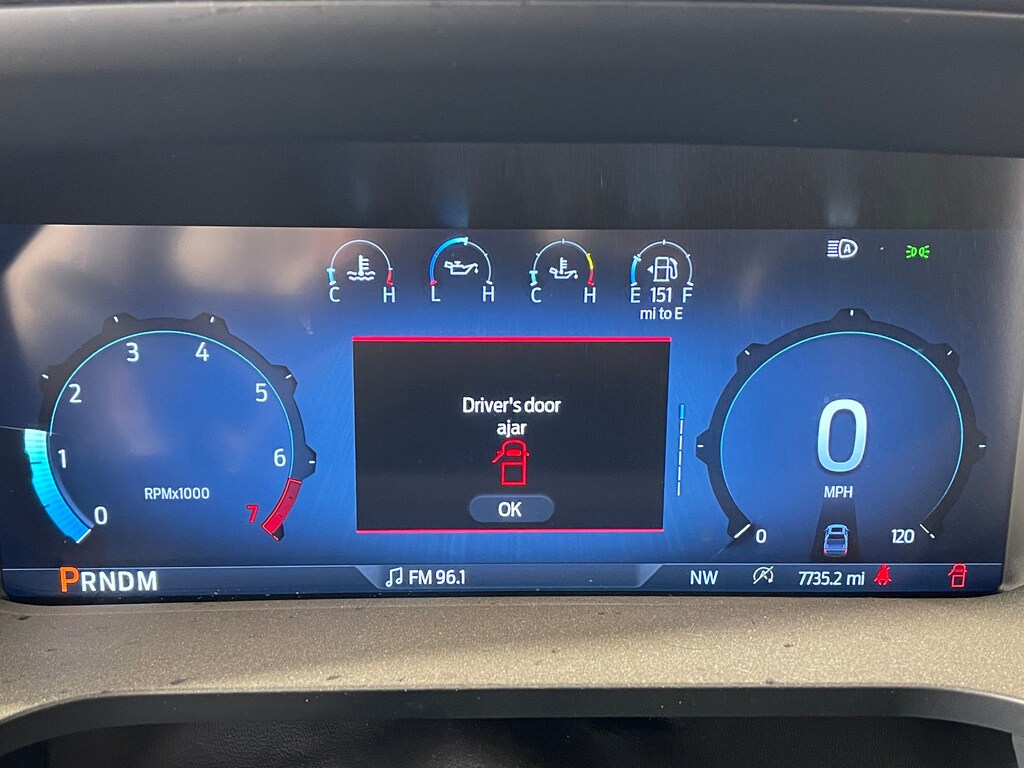 A
C H
L H
C H
E 151 F
mi to E
0 1 2 3 4 5 6 7
RPMx1000
Driver's door
ajar
OK
0
MPH
0 120
PRNDM
FM 96.1
NW
7735.2 mi